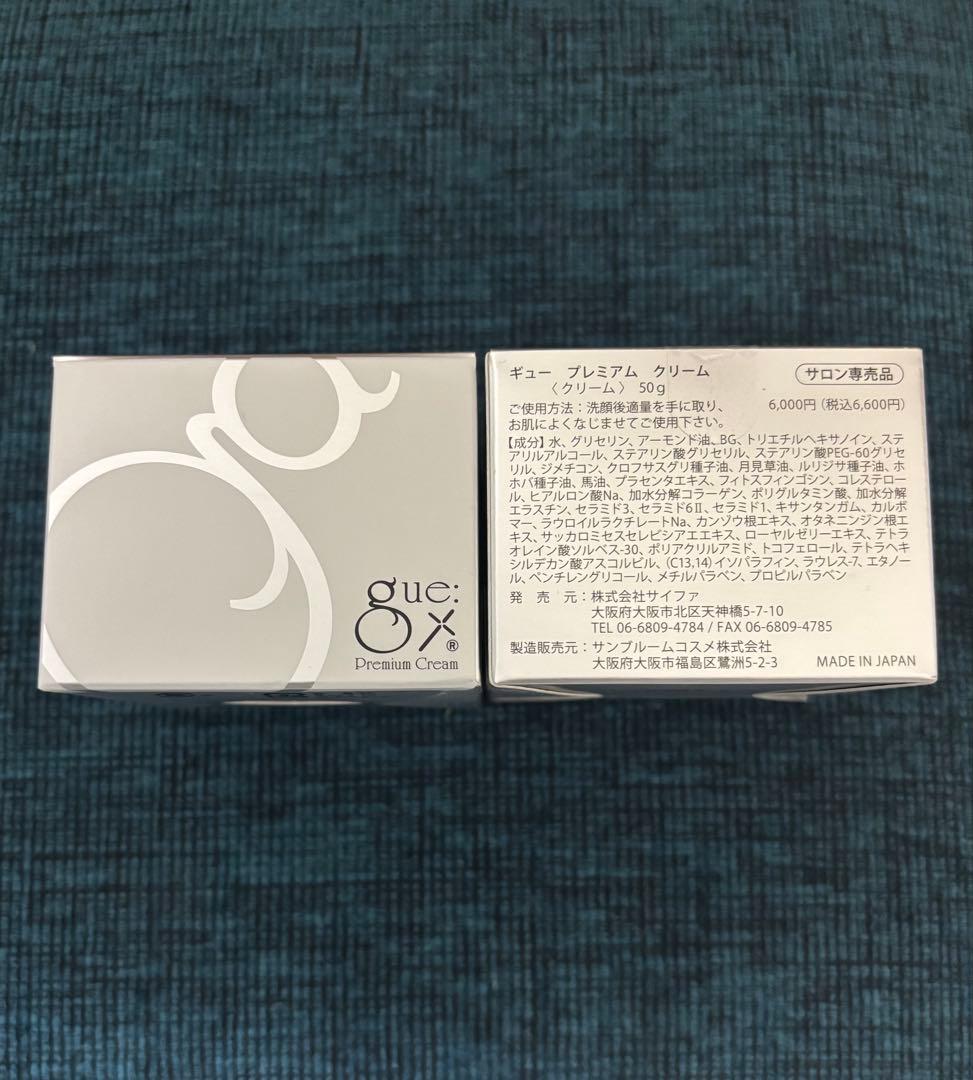 gue:
Premium Cream
®
ギュー プレミアム クリーム
サロン専売品
〈クリーム〉 50g
ご使用方法：洗顔後適量を手に取り、
6,000円（税込6,600円）
お肌によくなじませてご使用下さい。
【成分】水、グリセリン、アーモンド油、BG、トリエチルヘキサノイン、ステ
アリルアルコール、ステアリン酸グリセリル、ステアリン酸PEG-60グリセ
リル、ジメチコン、クロフサスグリ種子油、月見草油、ルリジサ種子油、ホ
ホバ種子油、馬油、プラセンタエキス、フィトスフィンゴシン、コレステロー
ル、ヒアルロン酸Na、加水分解コラーゲン、ポリグルタミン酸、加水分解
エラスチン、セラミド3、セラミド6Ⅱ、セラミド1、キサンタンガム、カルボ
マー、ラウロイルラクチレートNa、カンゾウ根エキス、オタネニンジン根エ
キス、サッカロミセスセレビシアエエキス、ローヤルゼリーエキス、テトラ
オレイン酸ソルベス-30、ポリアクリルアミド、トコフェロール、テトラヘキ
シルデカン酸アスコルビル、（C13,14）イソパラフィン、ラウレス-7、エタノー
ル、ペンチレングリコール、メチルパラベン、プロピルパラベン
発 売 元：株式会社サイファ
大阪府大阪市北区天神橋5-7-10
TEL 06-6809-4784 / FAX 06-6809-4785
製造販売元：サンブルームコスメ株式会社
大阪府大阪市福島区鷺洲5-2-3
MADE IN JAPAN